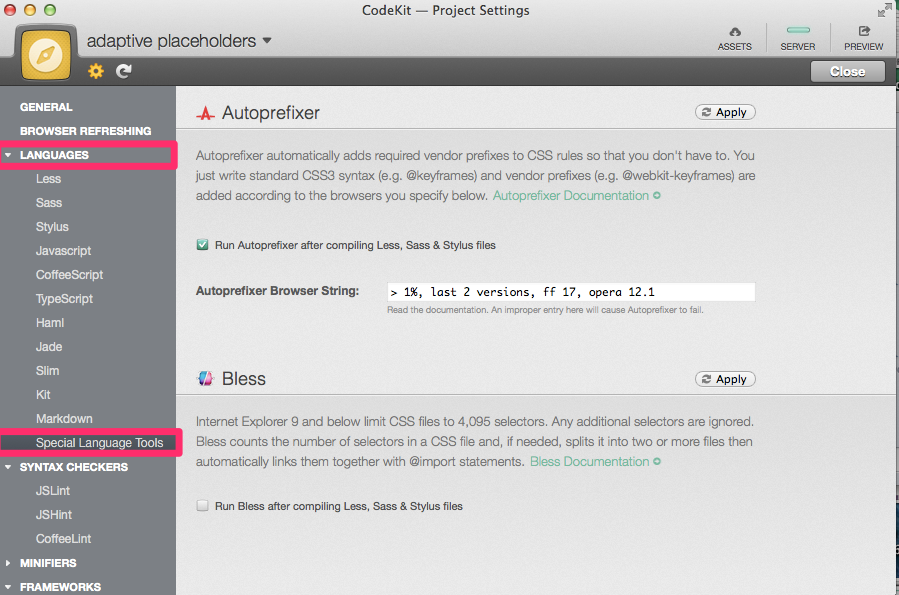 CodeKit — Project Settings
adaptive placeholders
ASSETS
SERVER
PREVIEW
Close
GENERAL
BROWSER REFRESHING
LANGUAGES
Less
Sass
Stylus
Javascript
CoffeeScript
TypeScript
Haml
Jade
Slim
Kit
Markdown
Special Language Tools
SYNTAX CHECKERS
JSLint
JSHint
CoffeeLint
MINIFIERS
FRAMEWORKS
Autoprefixer
Apply
Autoprefixer automatically adds required vendor prefixes to CSS rules so that you don't have to. You
just write standard CSS3 syntax (e.g. @keyframes) and vendor prefixes (e.g. @webkit-keyframes) are
added according to the browsers you specify below. Autoprefixer Documentation
Run Autoprefixer after compiling Less, Sass & Stylus files
Autoprefixer Browser String:
> 1%, last 2 versions, ff 17, opera 12.1
Read the documentation. An improper entry here will cause Autoprefixer to fail.
Bless
Apply
Internet Explorer 9 and below limit CSS files to 4,095 selectors. Any additional selectors are ignored.
Bless counts the number of selectors in a CSS file and, if needed, splits it into two or more files then
automatically links them together with @import statements. Bless Documentation
Run Bless after compiling Less, Sass & Stylus files